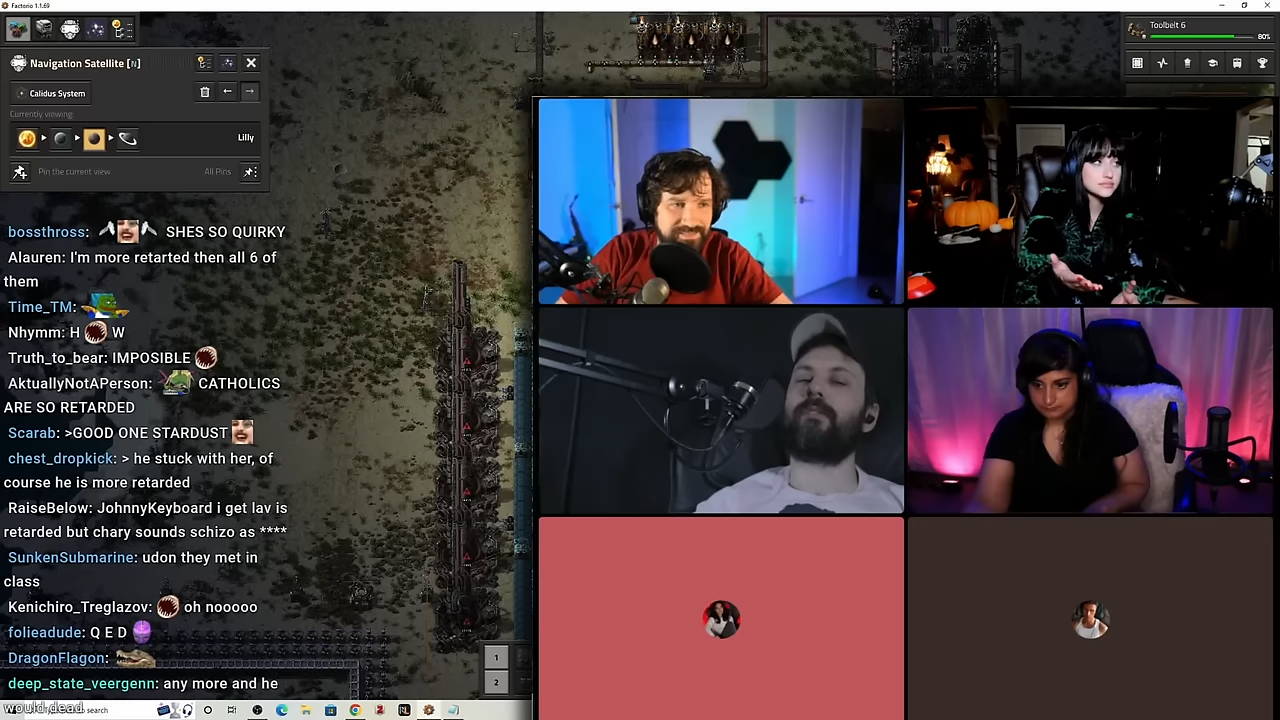 Factorio 1.1.69
Toolbelt 6
80%
Navigation Satellite [N]
Calidus System
Currently viewing:
Lilly
Pin the current view
All Pins
bossthross: SHES SO QUIRKY
Alauren: I'm more retarded then all 6 of
them
Time_TM:
Nhymm: H W
Truth_to_bear: IMPOSIBLE
AktuallyNotAPerson: CATHOLICS
ARE SO RETARDED
Scarab: >GOOD ONE STARDUST
chest_dropkick: > he stuck with her, of
course he is more retarded
RaiseBelow: JohnnyKeyboard i get lav is
retarded but chary sounds schizo as ****
SunkenSubmarine: udon they met in
class
Kenichiro_Treglazov: oh nooooo
folieadude: Q E D
DragonFlagon:
deep_state_veergenn: any more and he
would dead
search
1
2